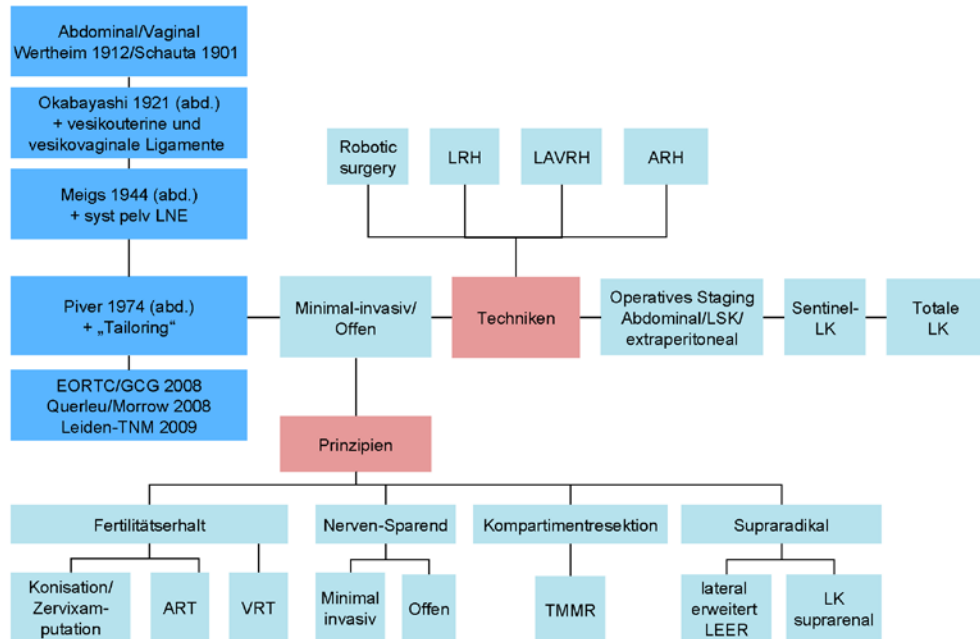 Abdominal/Vaginal
Wertheim 1912/Schauta 1901
Okabayashi 1921 (abd.)
+ vesikouterine und
vesikovaginale Ligamente
Meigs 1944 (abd.)
+ syst pelv LNE
Piver 1974 (abd.)
+ „Tailoring“
EORTC/GCG 2008
Querleu/Morrow 2008
Leiden-TNM 2009
Robotic
surgery
LRH
LAVRH
ARH
Minimal-invasiv/
Offen
Techniken
Operatives Staging
Abdominal/LSK/
extraperitoneal
Sentinel-
LK
Totale
LK
Prinzipien
Fertilitätserhalt
Nerven-Sparend
Kompartimentresektion
Supraradikal
Konisation/
Zervixam-
putation
ART
VRT
Minimal
invasiv
Offen
TMMR
lateral
erweitert
LEER
LK
suprarenal